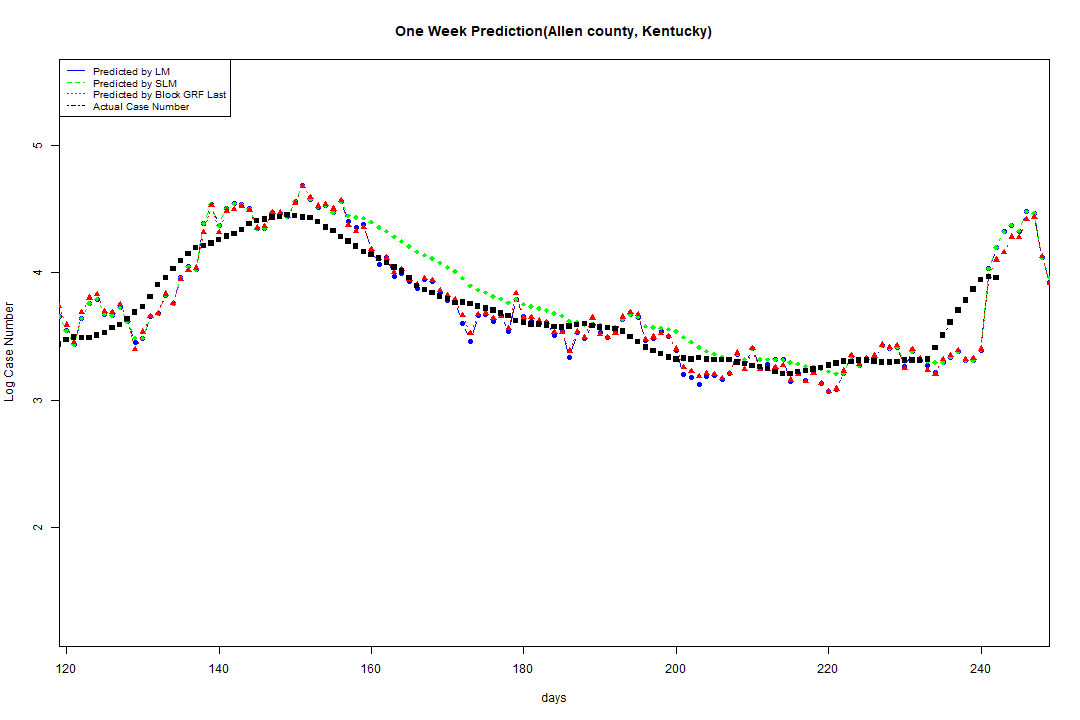 One Week Prediction(Allen county, Kentucky)
Predicted by LM
Predicted by SLM
Predicted by Block GRF Last
Actual Case Number
5
4
3
2
Log Case Number
120 140 160 180 200 220 240
days